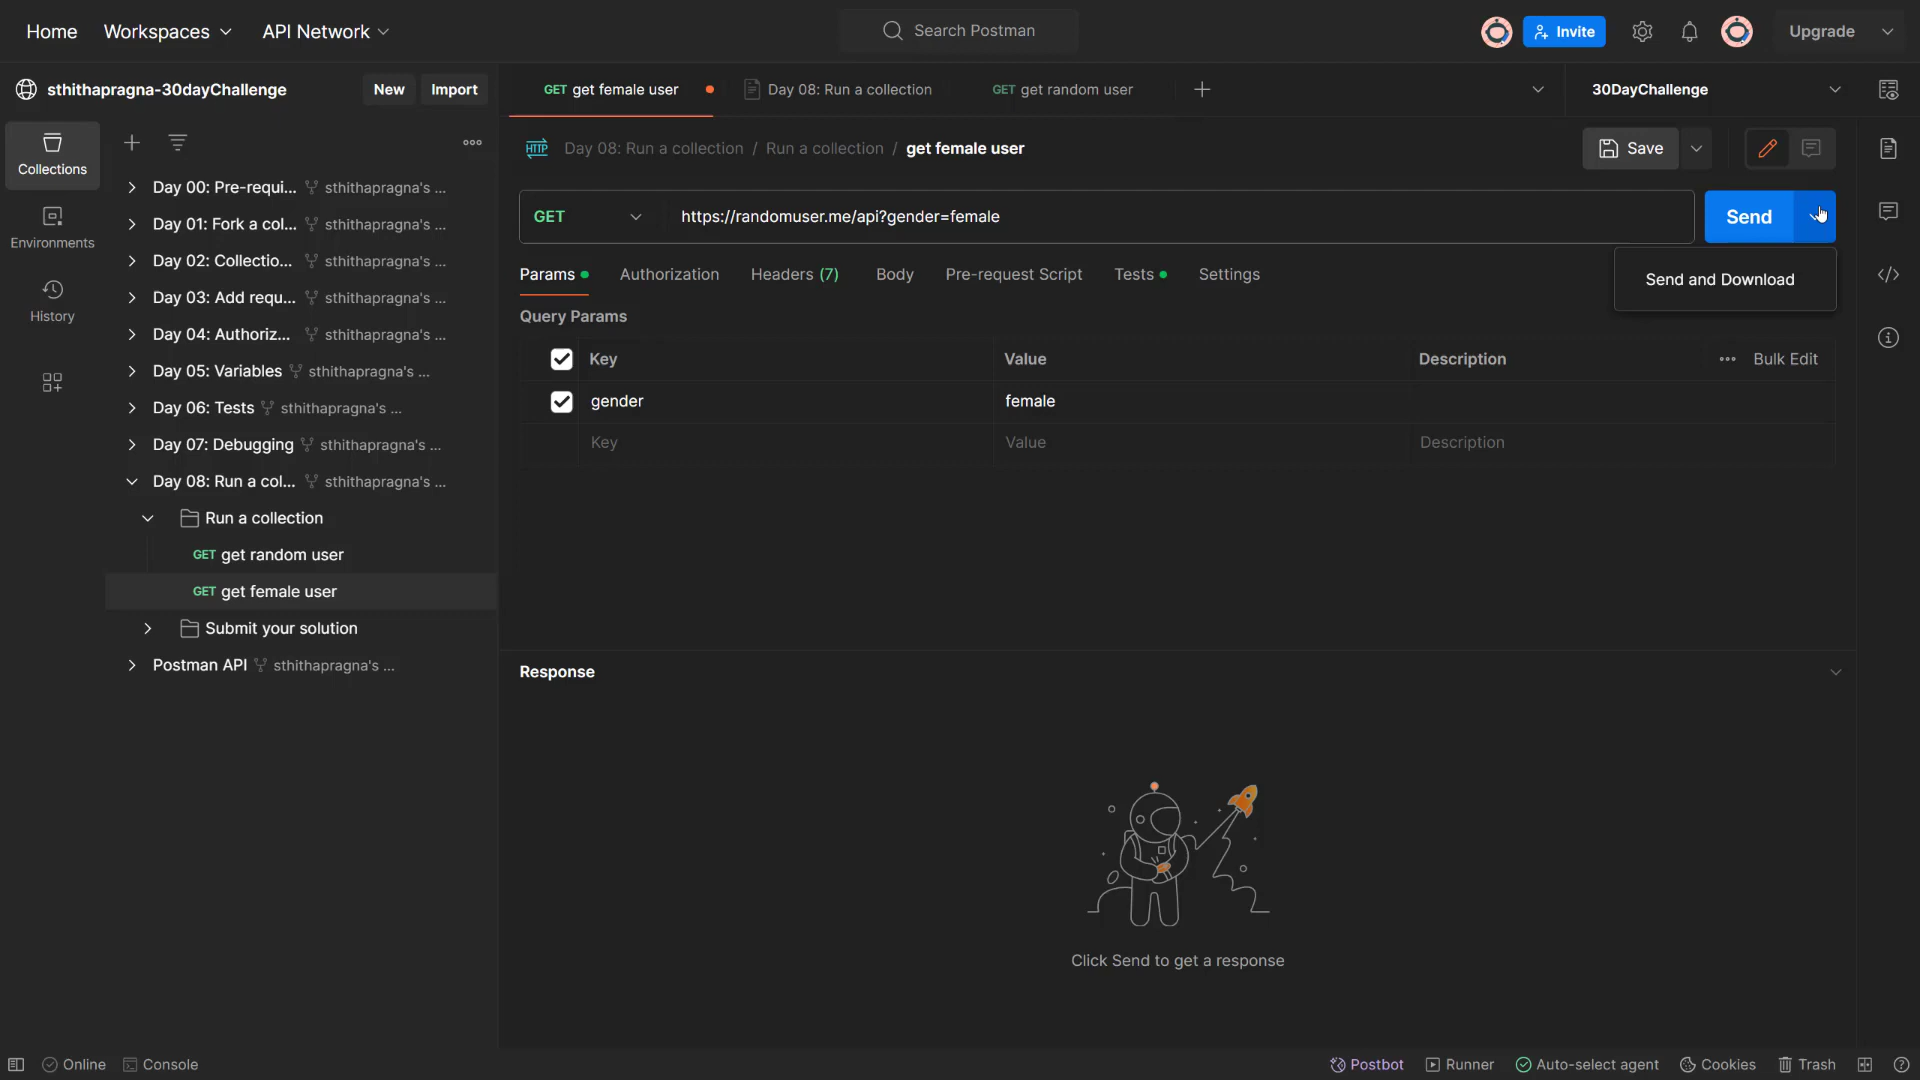 Home Workspaces API Network Search Postman Invite Upgrade
sthithapragna-30dayChallenge New Import GET get female user Day 08: Run a collection GET get random user 30DayChallenge
Collections
Environments
History
Day 00: Pre-requi... sthithapragna's ...
Day 01: Fork a col... sthithapragna's ...
Day 02: Collectio... sthithapragna's ...
Day 03: Add requ... sthithapragna's ...
Day 04: Authoriz... sthithapragna's ...
Day 05: Variables sthithapragna's ...
Day 06: Tests sthithapragna's ...
Day 07: Debugging sthithapragna's ...
Day 08: Run a col... sthithapragna's ...
Run a collection
GET get random user
GET get female user
Submit your solution
Postman API sthithapragna's ...
HTTP Day 08: Run a collection / Run a collection / get female user Save
GET https://randomuser.me/api?gender=female Send
Send and Download
Params Authorization Headers (7) Body Pre-request Script Tests Settings
Query Params
Key Value Description Bulk Edit
gender female
Key Value Description
Response
Click Send to get a response
Online Console Postbot Runner Auto-select agent Cookies Trash